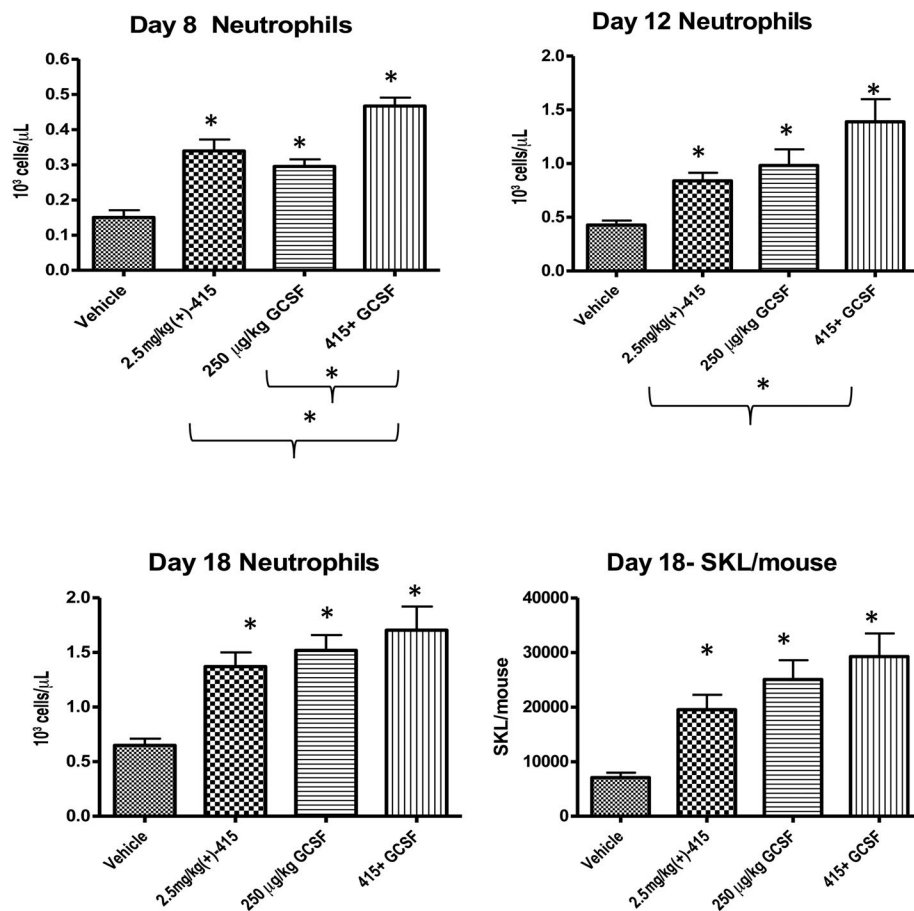 Day 8 Neutrophils
10³ cells/µL
0.6
0.5
0.4
0.3
0.2
0.1
0.0
*
*
*
Vehicle
2.5mg/kg(+)-415
250 µg/kg GCSF
415+ GCSF
*
*
Day 12 Neutrophils
10³ cells/µL
2.0
1.5
1.0
0.5
0.0
*
*
*
Vehicle
2.5mg/kg(+)-415
250 µg/kg GCSF
415+ GCSF
*
Day 18 Neutrophils
10³ cells/µL
2.0
1.5
1.0
0.5
0.0
*
*
*
Vehicle
2.5mg/kg(+)-415
250 µg/kg GCSF
415+ GCSF
Day 18- SKL/mouse
SKL/mouse
40000
30000
20000
10000
0
*
*
*
Vehicle
2.5mg/kg(+)-415
250 µg/kg GCSF
415+ GCSF